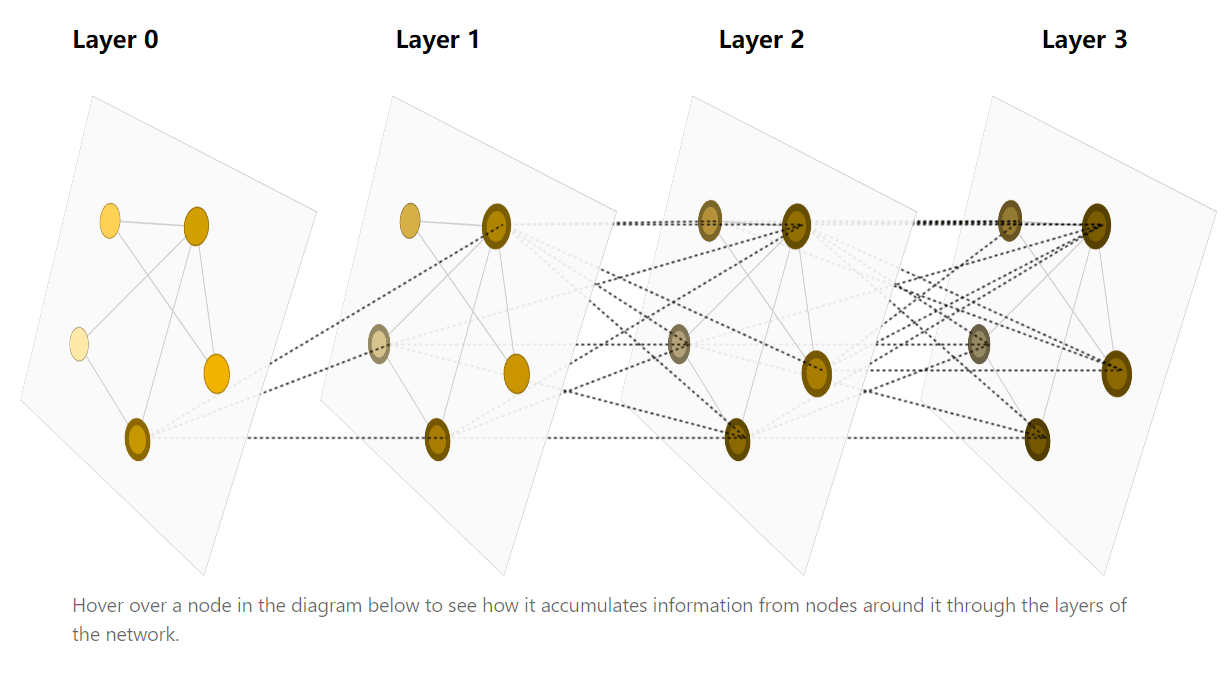 Layer 0 Layer 1 Layer 2 Layer 3
Hover over a node in the diagram below to see how it accumulates information from nodes around it through the layers of
the network.